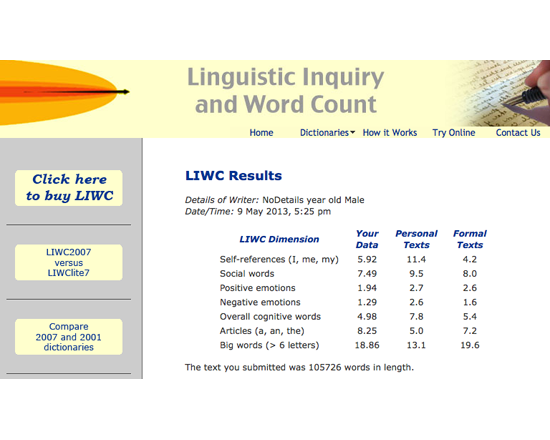 Linguistic Inquiry
and Word Count
Home Dictionaries How it Works Try Online Contact Us
Click here
to buy LIWC
LIWC2007
versus
LIWClite7
Compare
2007 and 2001
dictionaries
LIWC Results
Details of Writer: NoDetails year old Male
Date/Time: 9 May 2013, 5:25 pm
LIWC Dimension Your Data Personal Texts Formal Texts
Self-references (I, me, my) 5.92 11.4 4.2
Social words 7.49 9.5 8.0
Positive emotions 1.94 2.7 2.6
Negative emotions 1.29 2.6 1.6
Overall cognitive words 4.98 7.8 5.4
Articles (a, an, the) 8.25 5.0 7.2
Big words (> 6 letters) 18.86 13.1 19.6
The text you submitted was 105726 words in length.